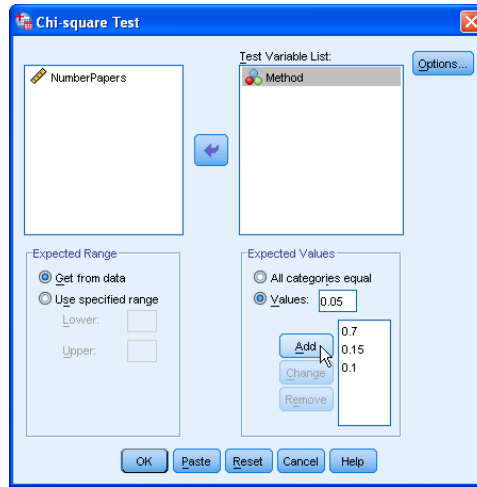 Chi-square Test
Test Variable List:
NumberPapers
Method
Options...
Expected Range
Get from data
Use specified range
Lower:
Upper:
Expected Values
All categories equal
Values: 0.05
Add
Change
Remove
0.7
0.15
0.1
OK Paste Reset Cancel Help